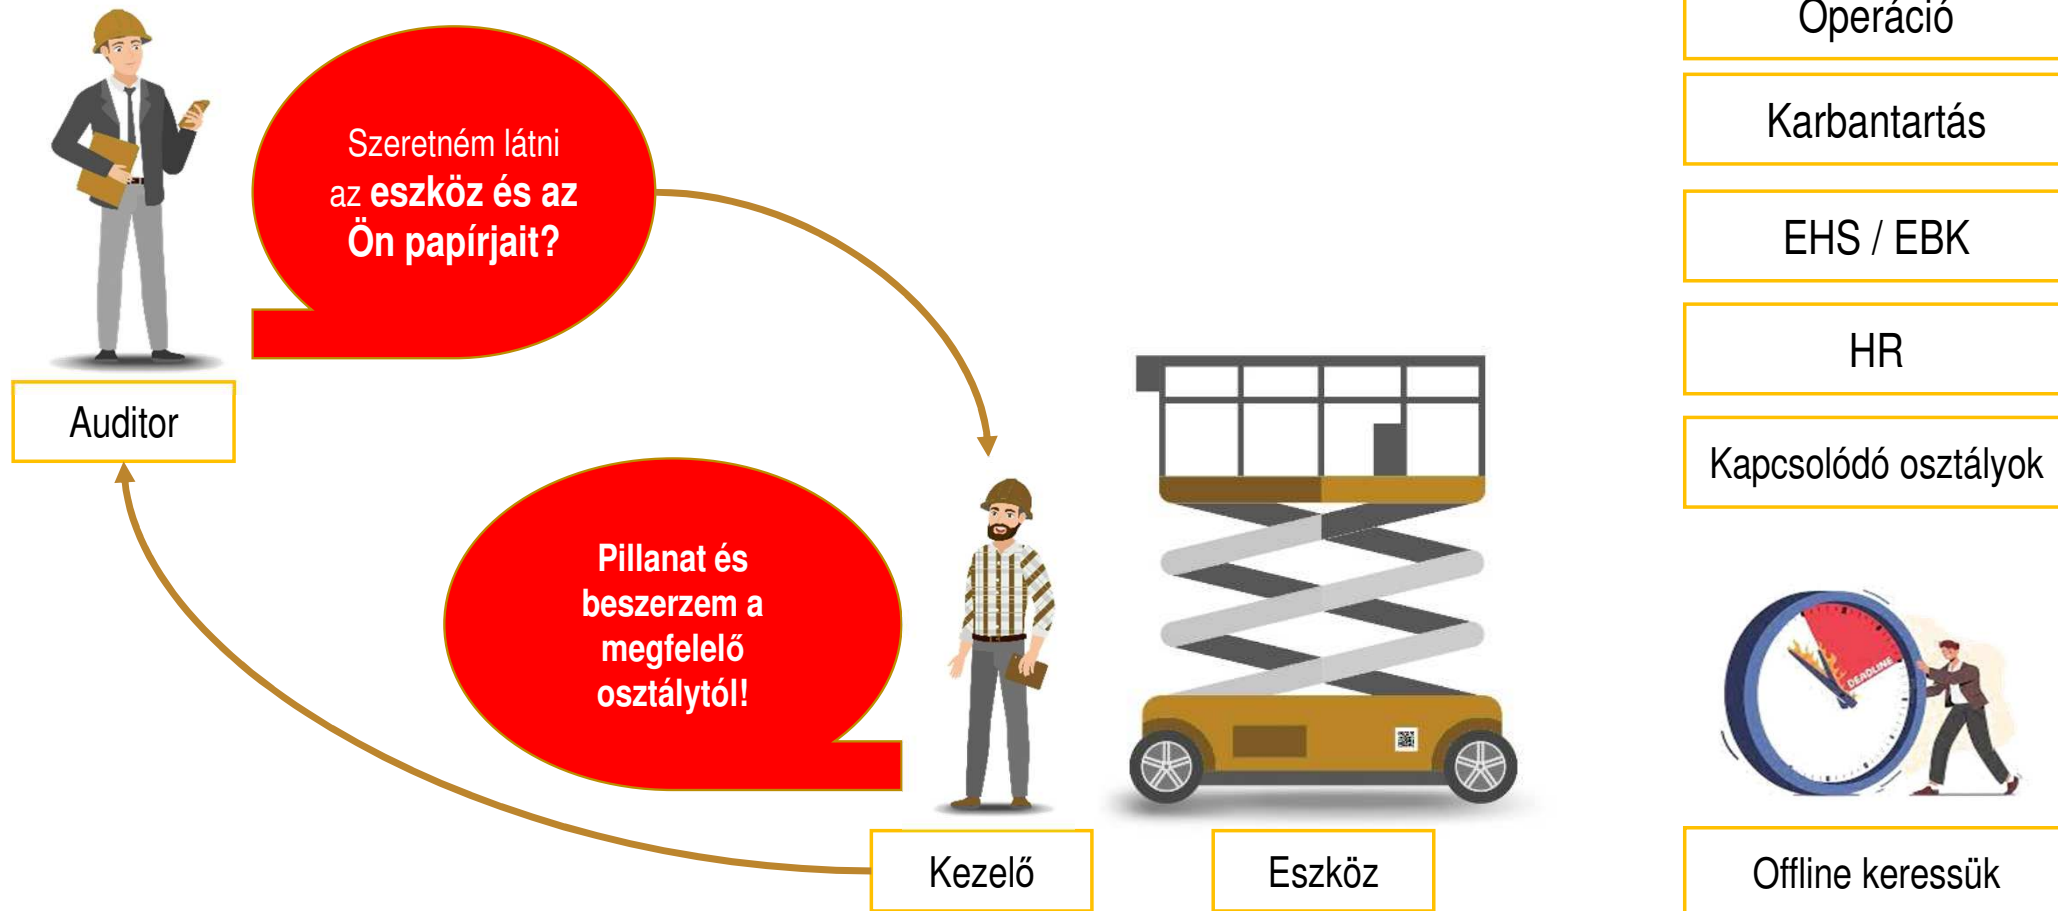 Szeretném látni
az eszköz és az
Ön papírjait?
Auditor
Pillanat és
beszerzem a
megfelelő
osztálytól!
Kezelő
Eszköz
Operáció
Karbantartás
EHS / EBK
HR
Kapcsolódó osztályok
DEADLINE
Offline keressük